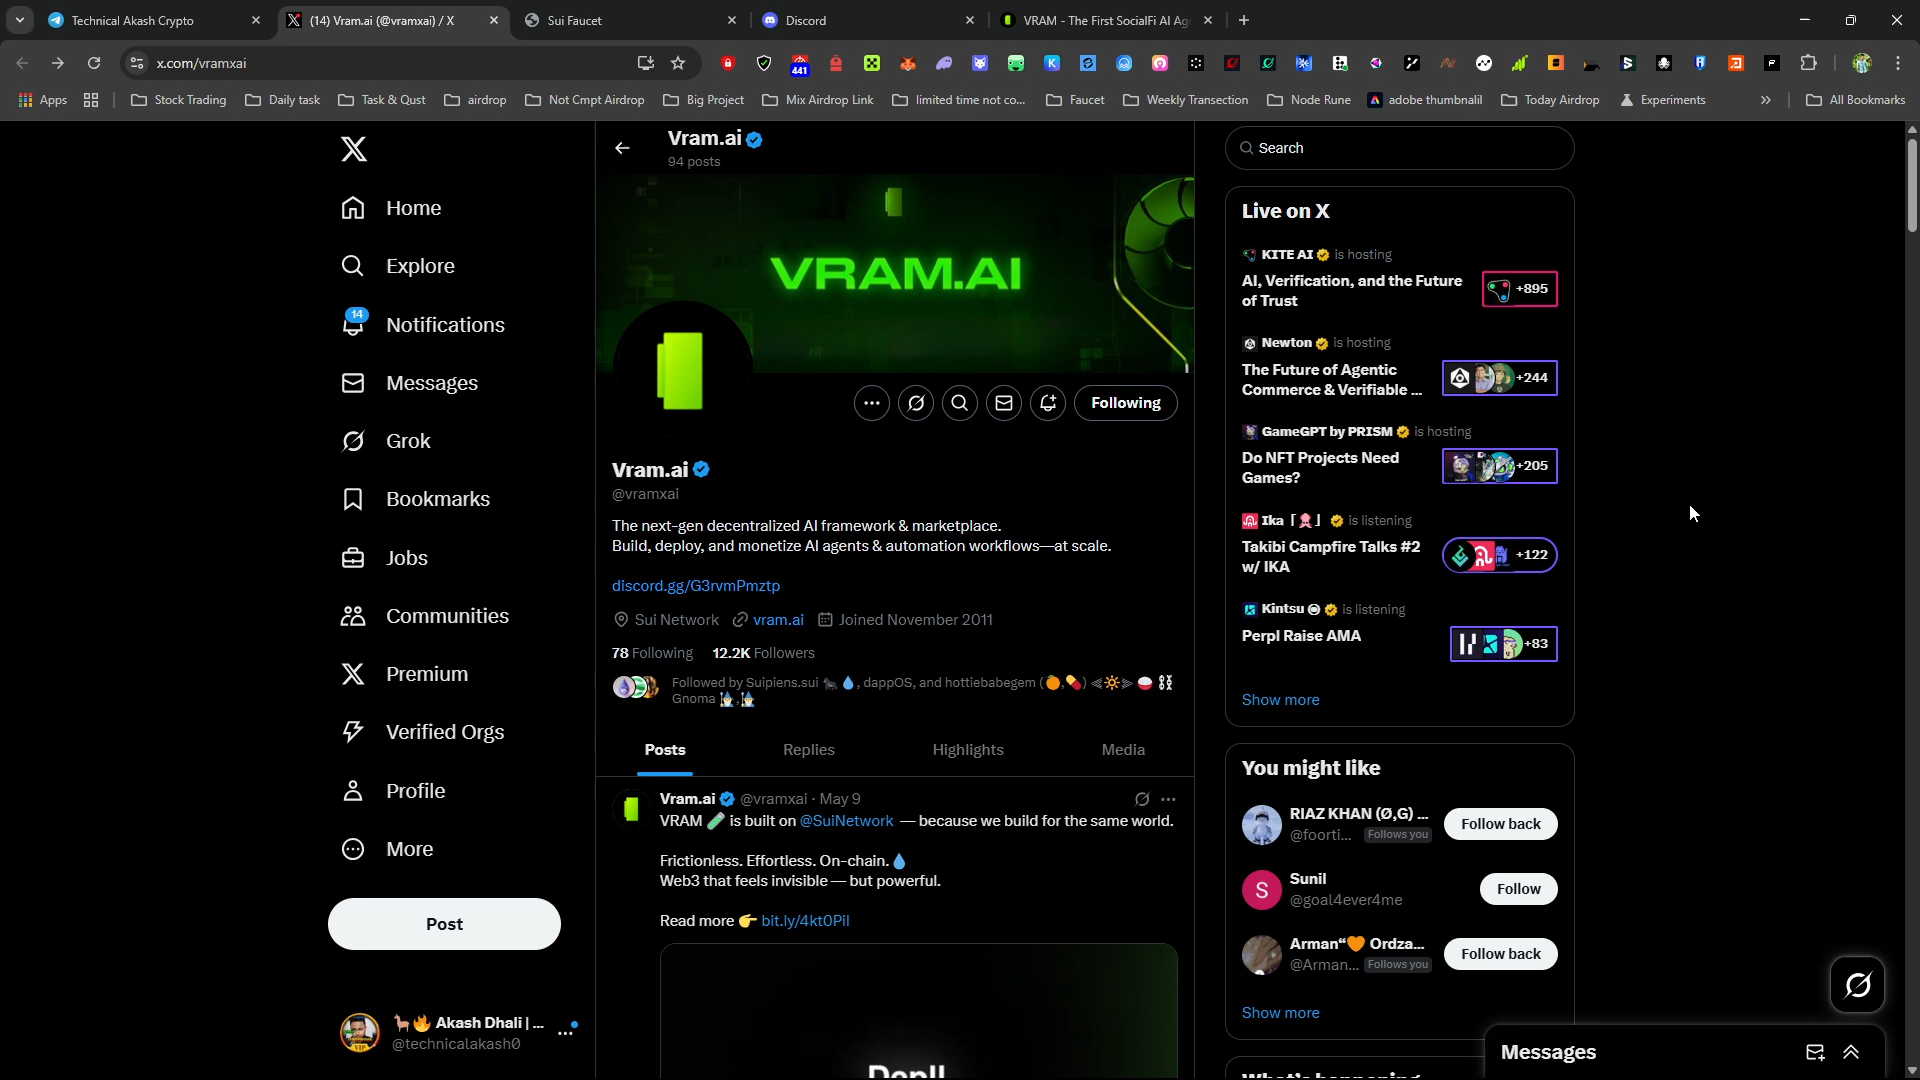 Technical Akash Crypto
(14) Vram.ai (@vramxai) / X
Sui Faucet
Discord
VRAM - The First SocialFi AI Ag
x.com/vramxai
441
Apps
Stock Trading
Daily task
Task & Qust
airdrop
Not Cmpt Airdrop
Big Project
Mix Airdrop Link
limited time not co...
Faucet
Weekly Transection
Node Rune
adobe thumbnalil
Today Airdrop
Experiments
All Bookmarks
Home
Explore
14
Notifications
Messages
Grok
Bookmarks
Jobs
Communities
Premium
Verified Orgs
Profile
More
Post
Akash Dhali | ...
@technicalakash0
Vram.ai
94 posts
VRAM.AI
Following
Vram.ai
@vramxai
The next-gen decentralized AI framework & marketplace.
Build, deploy, and monetize AI agents & automation workflows—at scale.
discord.gg/G3rvmPmztp
Sui Network vram.ai Joined November 2011
78 Following 12.2K Followers
Followed by Suipiens.sui 🐜💧, dappOS, and hottiebabegem (🍊,💊) ⪡🔆⪢ 🍚 ⛓
Gnoma 🧙,🧙
Posts
Replies
Highlights
Media
Vram.ai @vramxai · May 9
VRAM 🧪 is built on @SuiNetwork — because we build for the same world.
Frictionless. Effortless. On-chain. 💧
Web3 that feels invisible — but powerful.
Read more 👉 bit.ly/4kt0Pil
Search
Live on X
KITE AI is hosting
AI, Verification, and the Future
of Trust
+895
Newton is hosting
The Future of Agentic
Commerce & Verifiable ...
+244
GameGPT by PRISM is hosting
Do NFT Projects Need
Games?
+205
Ika 「🦑」 is listening
Takibi Campfire Talks #2
w/ IKA
+122
Kintsu is listening
Perpl Raise AMA
+83
Show more
You might like
RIAZ KHAN (Ø,G) ...
@foorti... Follows you
Follow back
S
Sunil
@goal4ever4me
Follow
Arman“🧡 Ordza...
@Arman... Follows you
Follow back
Show more
Messages